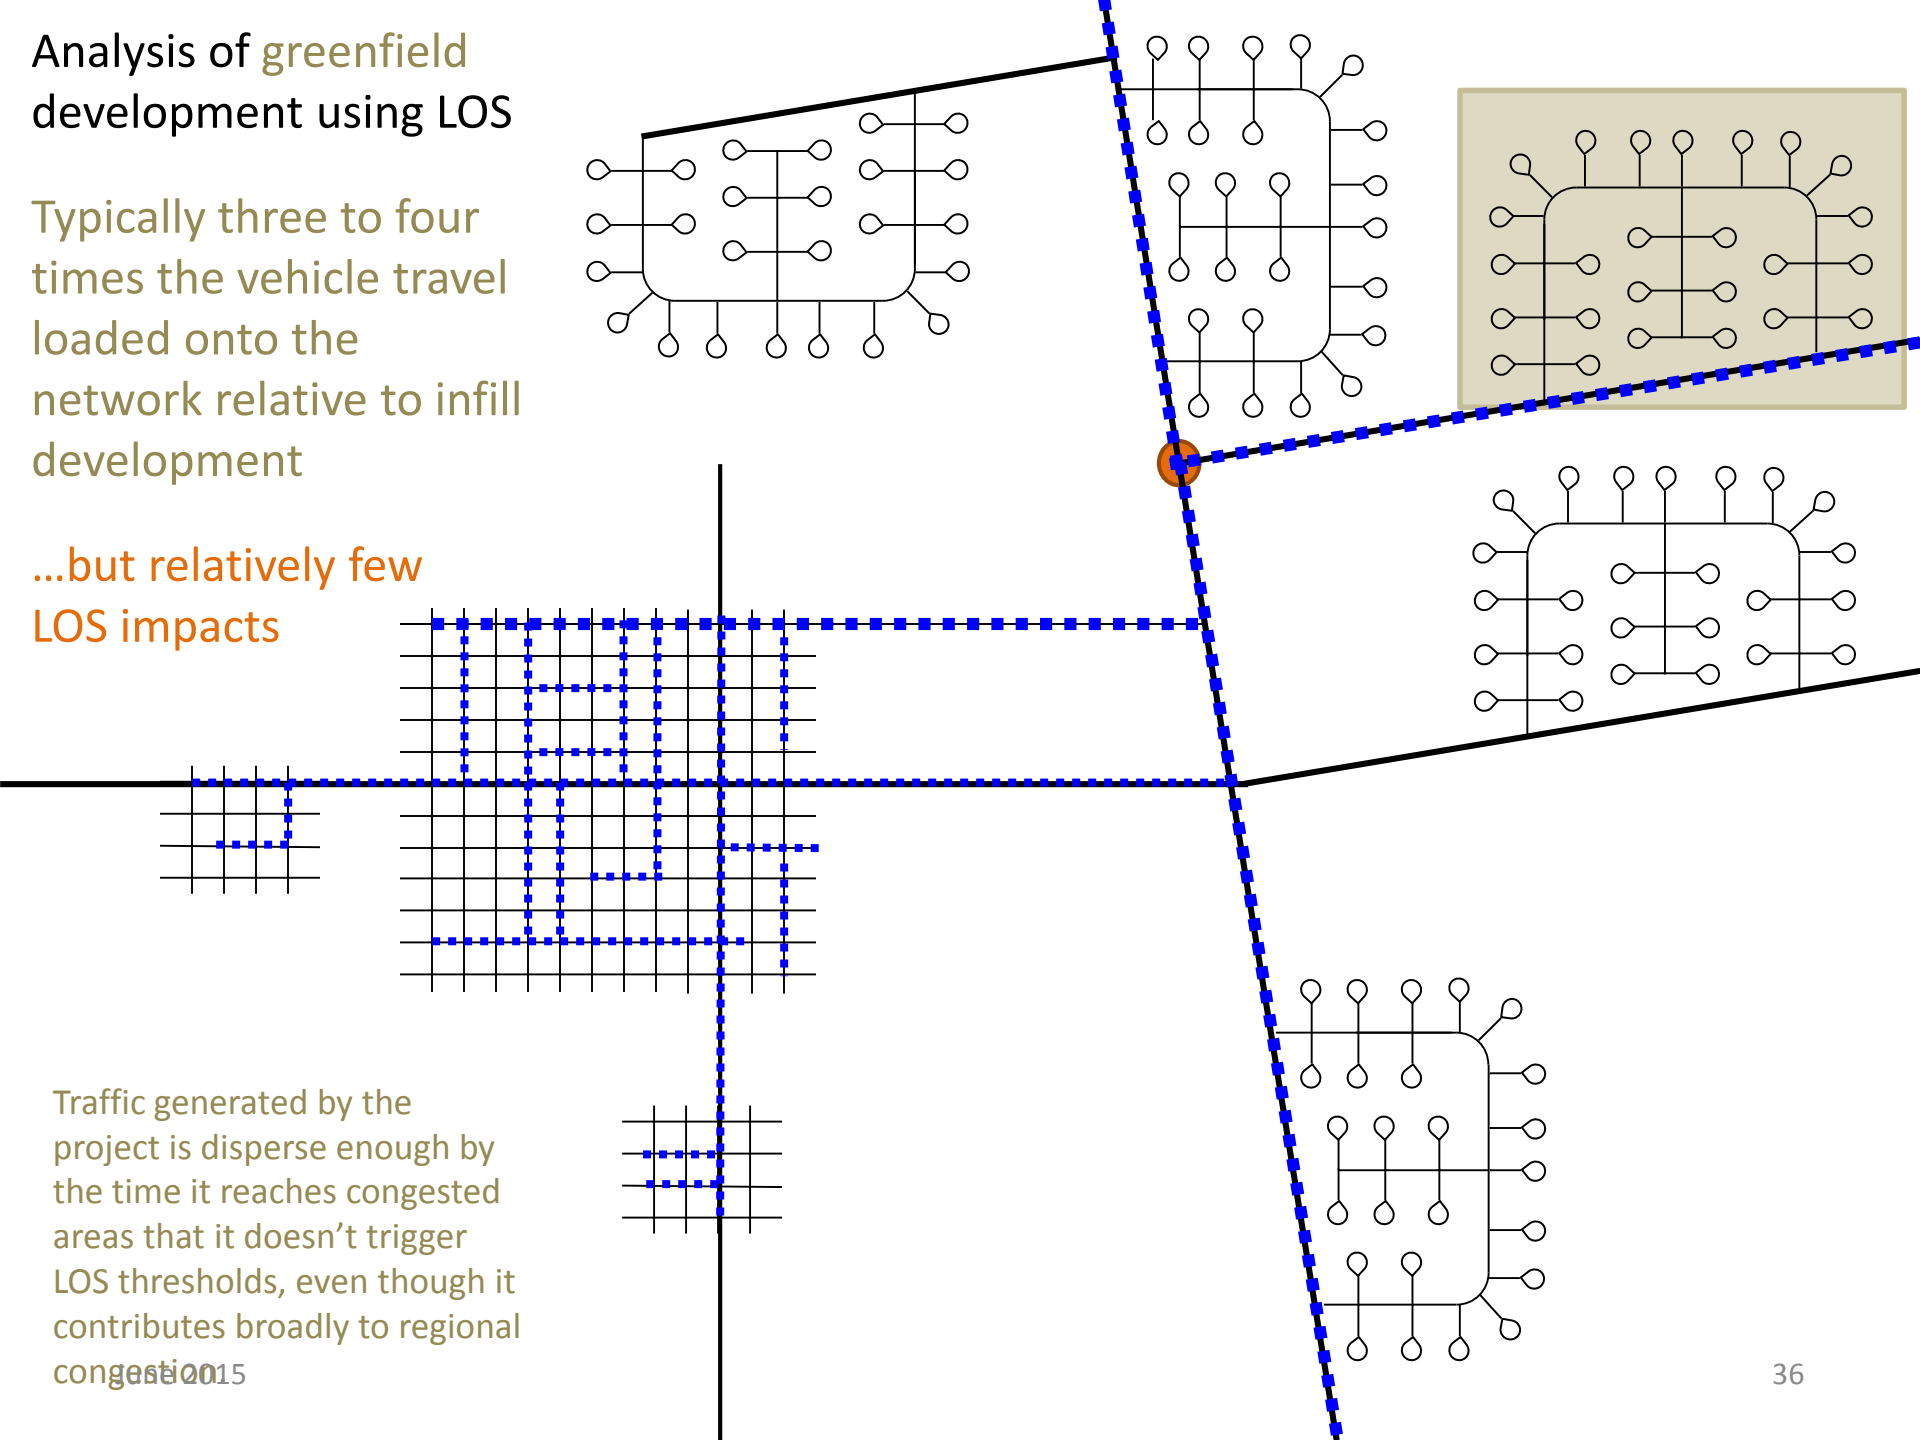 Analysis of greenfield
development using LOS
Typically three to four
times the vehicle travel
loaded onto the
network relative to infill
development
…but relatively few
LOS impacts
Traffic generated by the
project is disperse enough by
the time it reaches congested
areas that it doesn’t trigger
LOS thresholds, even though it
contributes broadly to regional
congestion.
June 2015
36